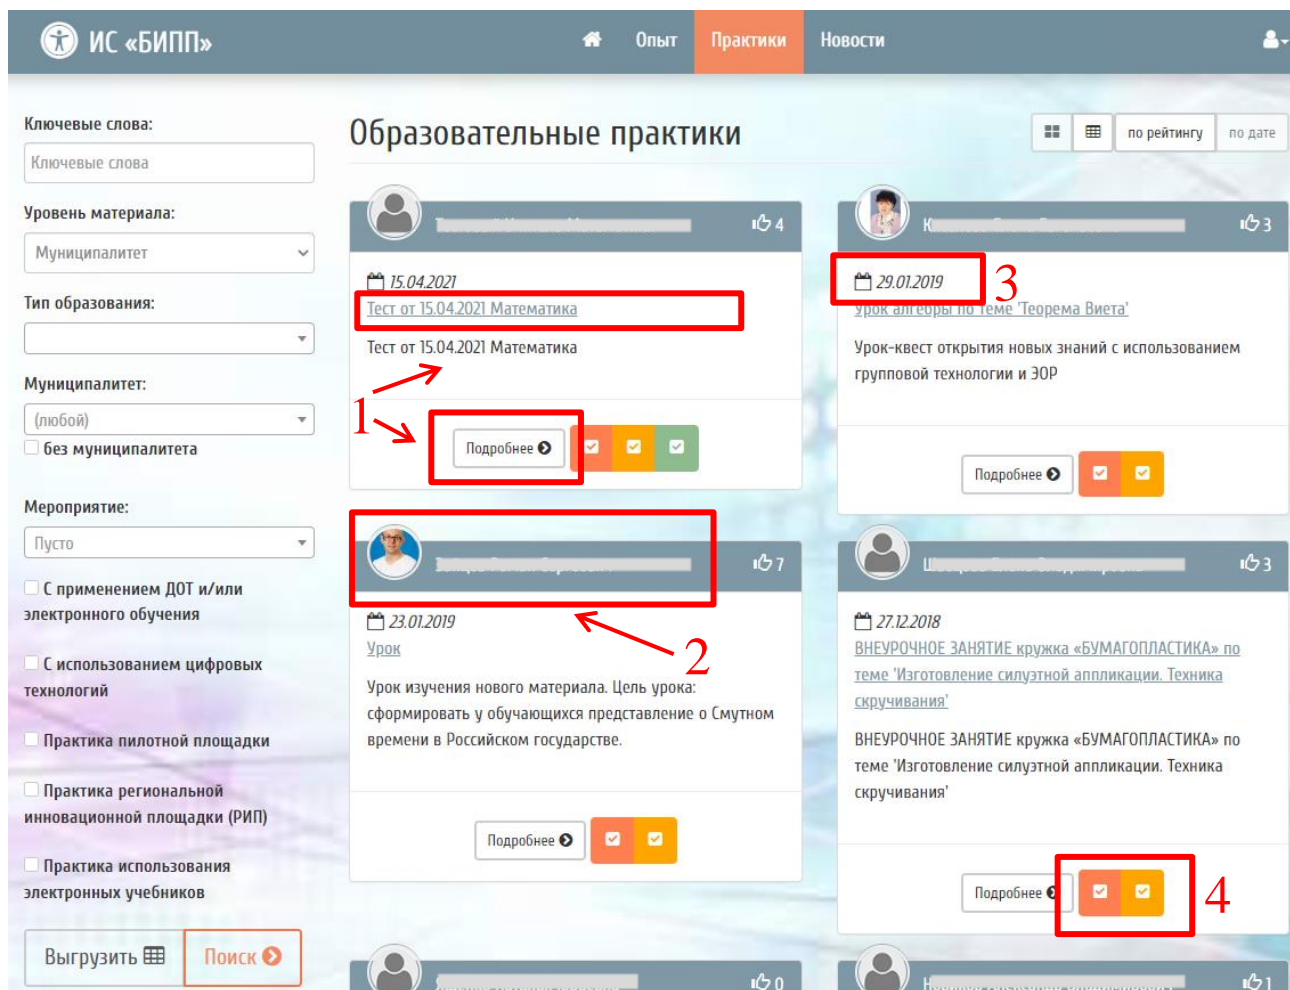 ИС «БИПП»
Опыт
Практики
Новости
Ключевые слова:
Ключевые слова
Уровень материала:
Муниципалитет
Тип образования:
Муниципалитет:
(любой)
без муниципалитета
Мероприятие:
Пусто
С применением ДОТ и/или
электронного обучения
С использованием цифровых
технологий
Практика пилотной площадки
Практика региональной
инновационной площадки (РИП)
Практика использования
электронных учебников
Выгрузить
Поиск
Образовательные практики
по рейтингу
по дате
4
15.04.2021
Тест от 15.04.2021 Математика
Тест от 15.04.2021 Математика
1
Подробнее
3
29.01.2019
3
Урок алгебры по теме 'Теорема Виета'
Урок-квест открытия новых знаний с использованием
групповой технологии и ЭОР
Подробнее
7
23.01.2019
2
Урок
Урок изучения нового материала. Цель урока:
сформировать у обучающихся представление о Смутном
времени в Российском государстве.
Подробнее
3
27.12.2018
ВНЕУРОЧНОЕ ЗАНЯТИЕ кружка «БУМАГОПЛАСТИКА» по
теме 'Изготовление силуэтной аппликации. Техника
скручивания'
ВНЕУРОЧНОЕ ЗАНЯТИЕ кружка «БУМАГОПЛАСТИКА» по
теме 'Изготовление силуэтной аппликации. Техника
скручивания'
Подробнее
4
0
1